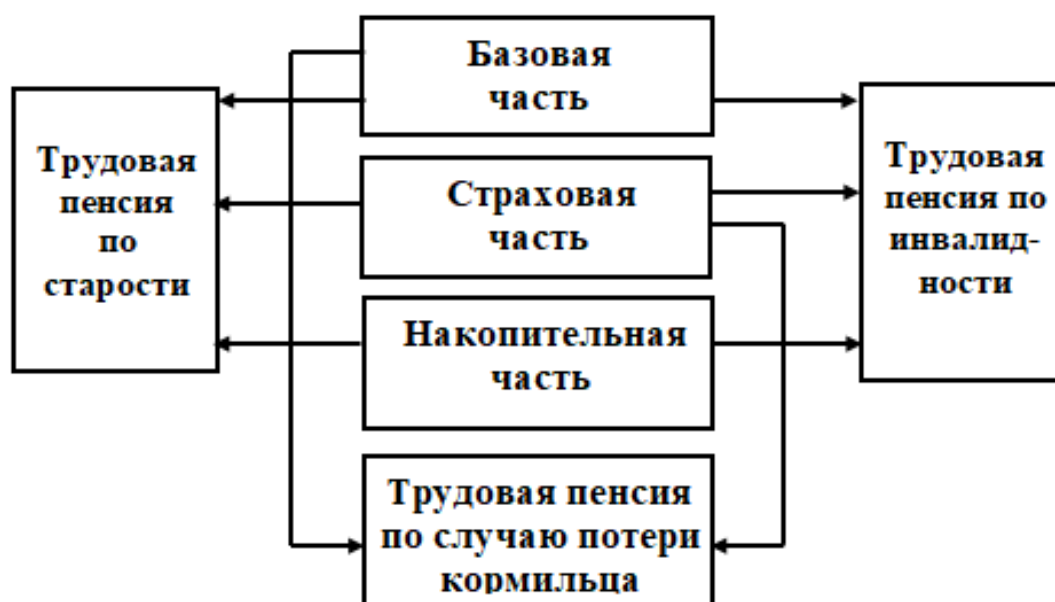 Базовая
часть
Трудовая
пенсия
по
старости
Страховая
часть
Трудовая
пенсия по
инвалид-
ности
Накопительная
часть
Трудовая пенсия
по случаю потери
кормильца